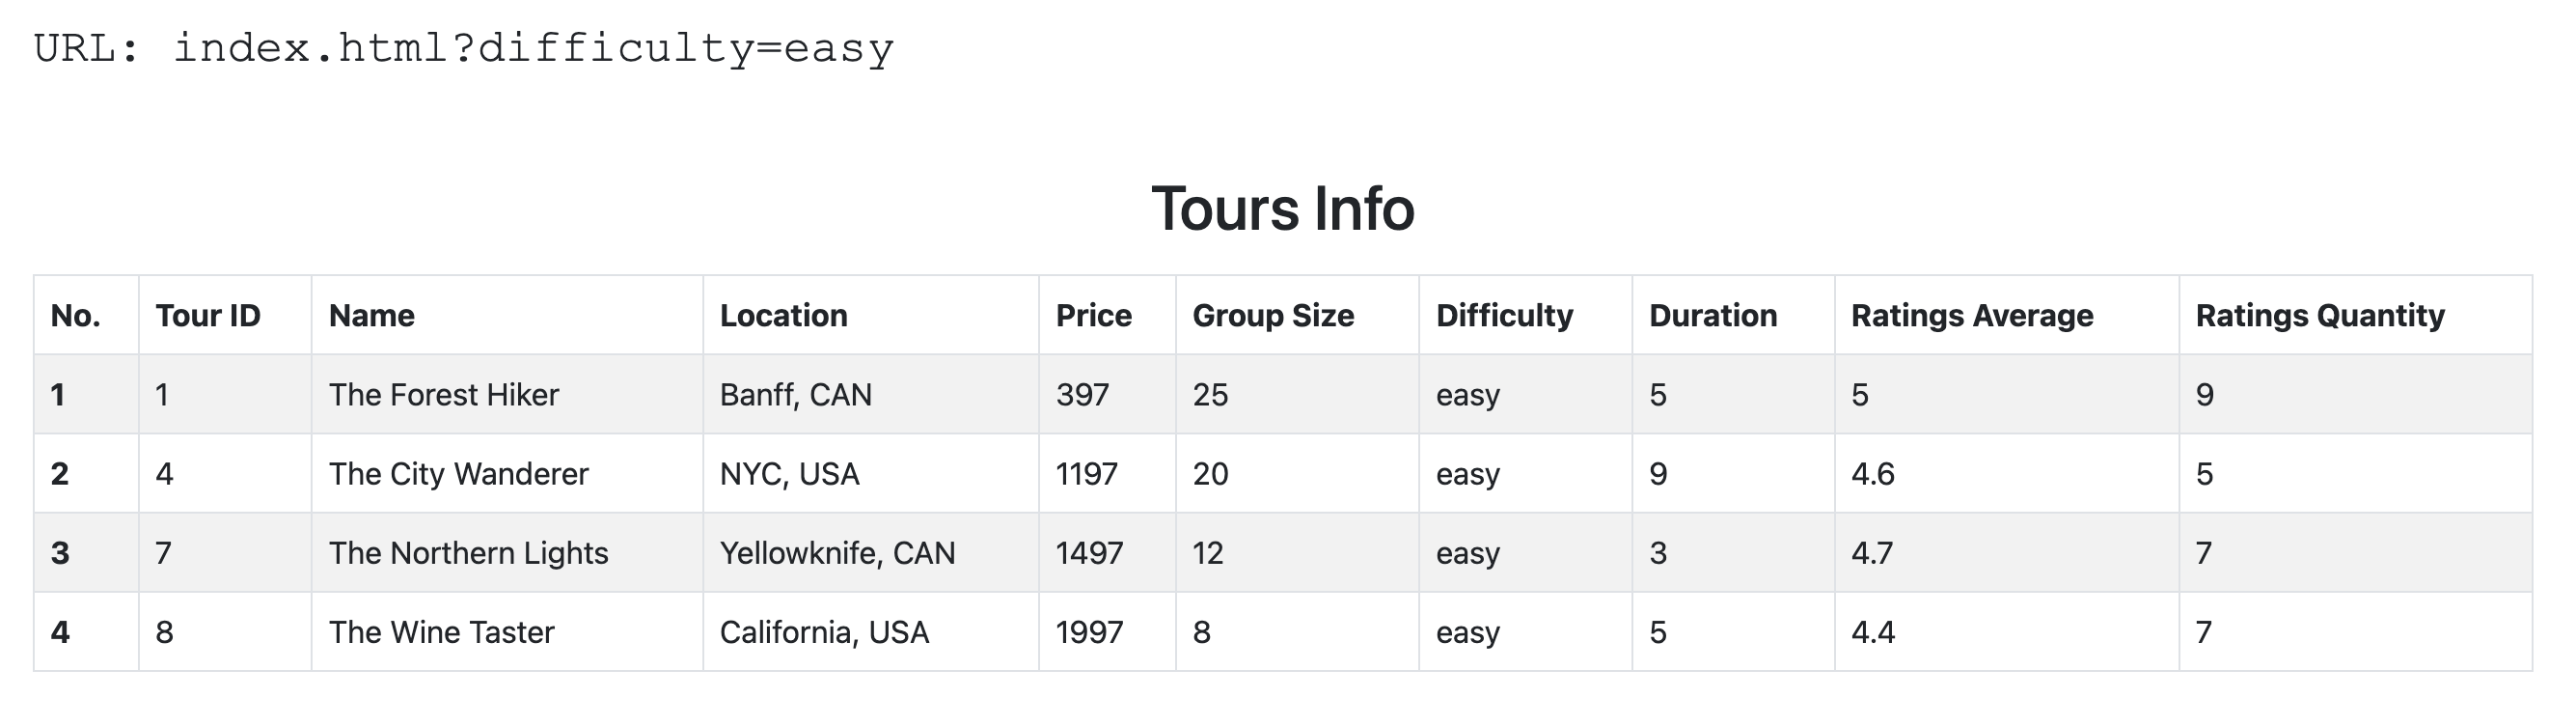 URL: index.html?difficulty=easy
Tours Info
No. Tour ID Name Location Price Group Size Difficulty Duration Ratings Average Ratings Quantity
1 1 The Forest Hiker Banff, CAN 397 25 easy 5 5 9
2 4 The City Wanderer NYC, USA 1197 20 easy 9 4.6 5
3 7 The Northern Lights Yellowknife, CAN 1497 12 easy 3 4.7 7
4 8 The Wine Taster California, USA 1997 8 easy 5 4.4 7